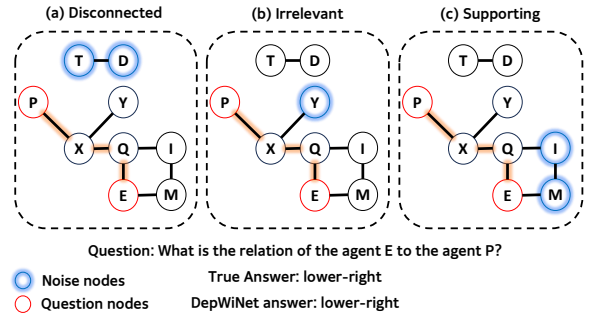 (a) Disconnected (b) Irrelevant (c) Supporting
T D T D T D
P Y P Y P Y
X Q I X Q I X Q I
E M E M E M
Question: What is the relation of the agent E to the agent P?
Noise nodes True Answer: lower-right
Question nodes DepWiNet answer: lower-right